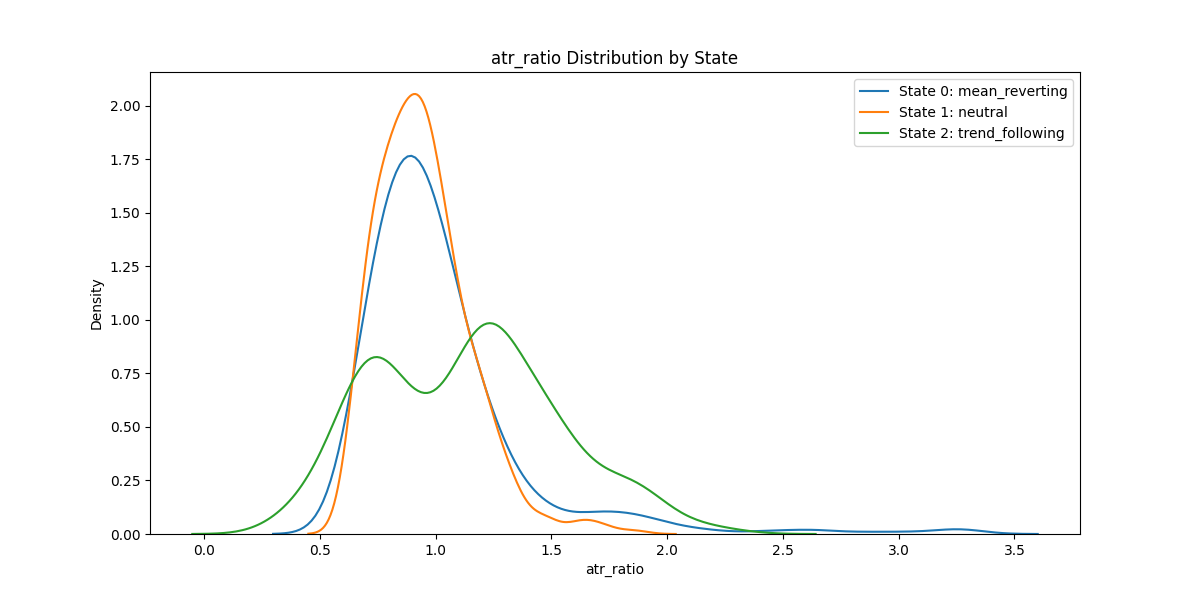 atr_ratio Distribution by State
State 0: mean_reverting
State 1: neutral
State 2: trend_following
Density
2.00
1.75
1.50
1.25
1.00
0.75
0.50
0.25
0.00
0.0 0.5 1.0 1.5 2.0 2.5 3.0 3.5
atr_ratio